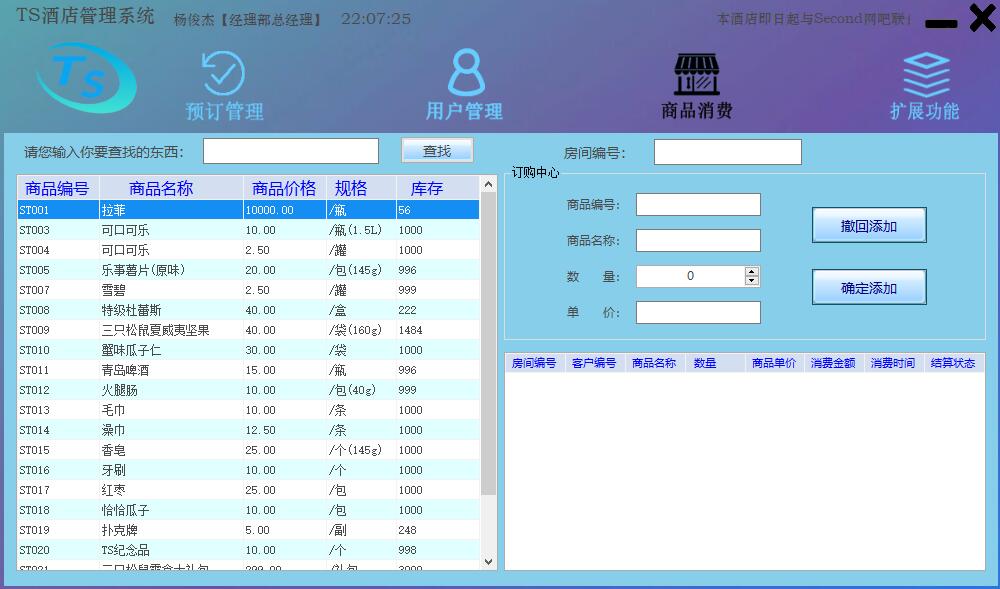 TS酒店管理系统 杨俊杰【经理部总经理】 22:07:25 本酒店即日起与Second网吧联
TS
预订管理 用户管理 商品消费 扩展功能
请您输入你要查找的东西： 查找 房间编号：
商品编号 商品名称 商品价格 规格 库存
ST001 拉菲 10000.00 /瓶 56
ST003 可口可乐 10.00 /瓶(1.5L) 1000
ST004 可口可乐 2.50 /罐 1000
ST005 乐事薯片(原味) 20.00 /包(145g) 996
ST007 雪碧 2.50 /罐 999
ST008 特级杜蕾斯 40.00 /盒 222
ST009 三只松鼠夏威夷坚果 40.00 /袋(160g) 1484
ST010 蟹味瓜子仁 30.00 /袋 1000
ST011 青岛啤酒 15.00 /瓶 996
ST012 火腿肠 10.00 /包(40g) 999
ST013 毛巾 10.00 /条 1000
ST014 澡巾 12.50 /条 1000
ST015 香皂 25.00 /个(145g) 1000
ST016 牙刷 10.00 /个 1000
ST017 红枣 25.00 /包 1000
ST018 恰恰瓜子 10.00 /包 1000
ST019 扑克牌 5.00 /副 248
ST020 TS纪念品 10.00 /个 998
ST021 三只松鼠零食大礼包 299.00 /礼包 3000
订购中心
商品编号：
商品名称：
数 量： 0
单 价：
撤回添加
确定添加
房间编号 客户编号 商品名称 数量 商品单价 消费金额 消费时间 结算状态